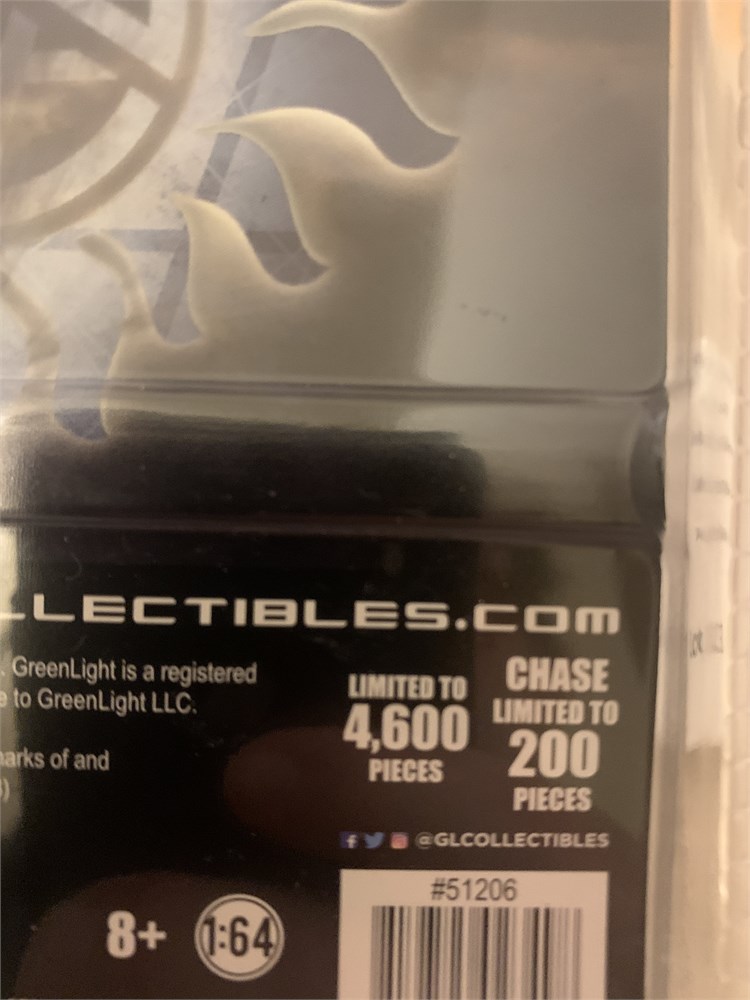 LLECTIBLES.COM
. GreenLight is a registered
e to GreenLight LLC.
arks of and
)
LIMITED TO
4,600
PIECES
CHASE
LIMITED TO
200
PIECES
@GLCOLLECTIBLES
#51206
8+
1:64